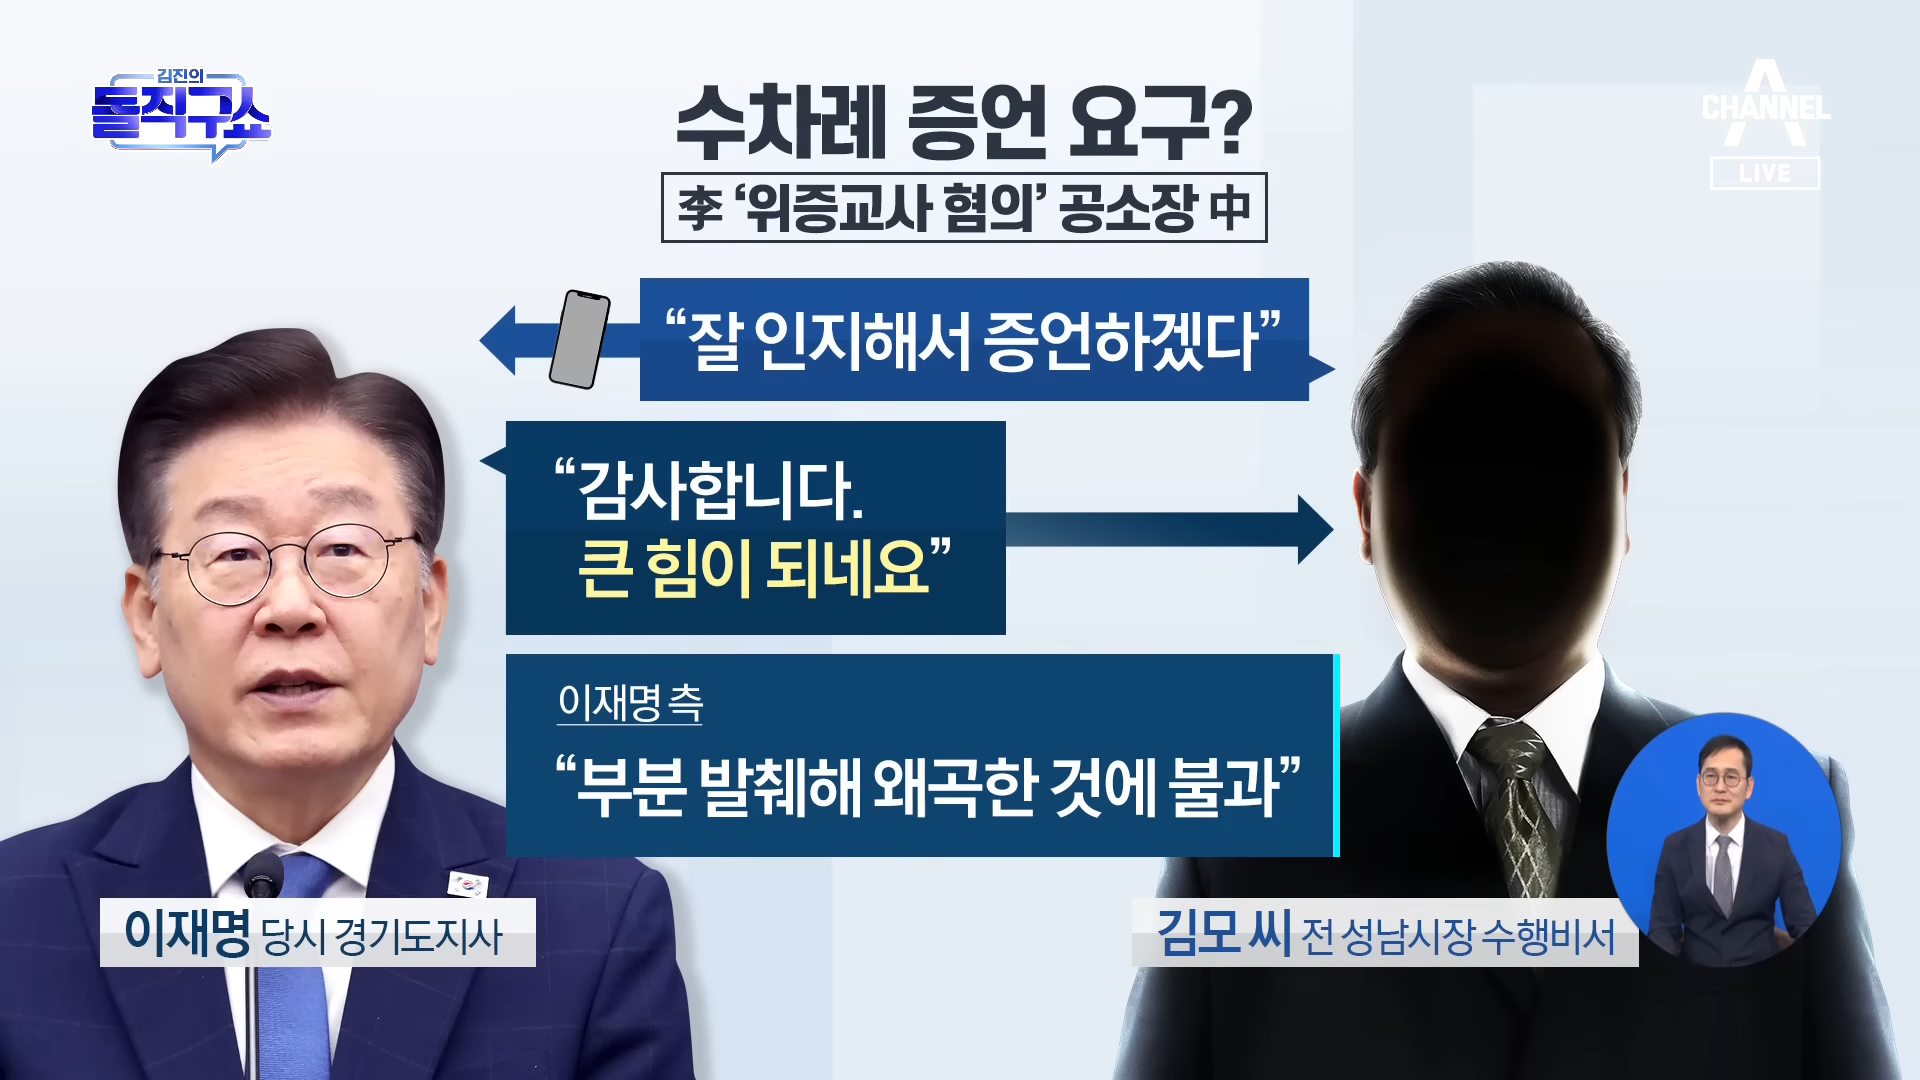 김진의
돌직구쇼
수차례 증언 요구?
李 ‘위증교사 혐의’ 공소장 中
CHANNEL A
LIVE
“잘 인지해서 증언하겠다”
“감사합니다.
큰 힘이 되네요”
이재명 측
“부분 발췌해 왜곡한 것에 불과”
이재명 당시 경기도지사
김모 씨 전 성남시장 수행비서